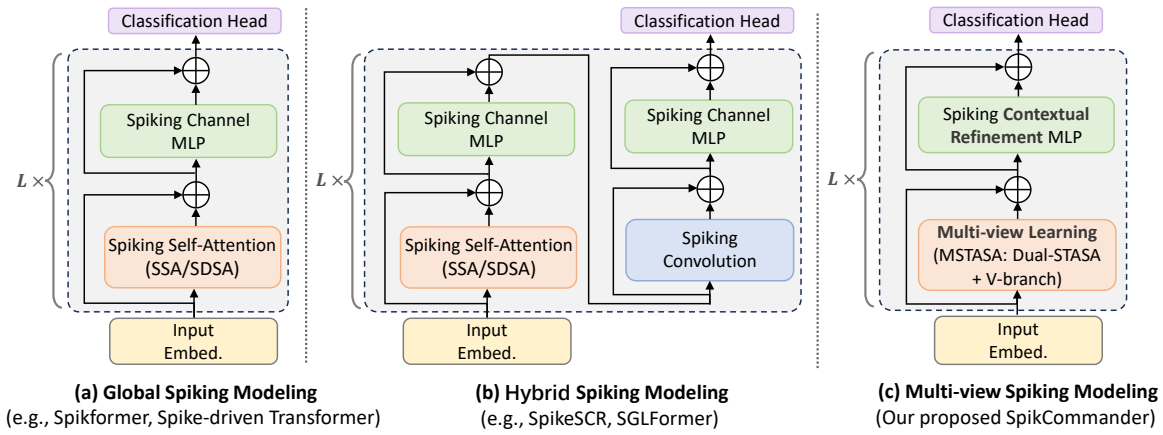 Classification Head
Spiking Channel
MLP
L ×
Spiking Self-Attention
(SSA/SDSA)
Input
Embed.
(a) Global Spiking Modeling
(e.g., Spikformer, Spike-driven Transformer)
Classification Head
Spiking Channel
MLP
Spiking Channel
MLP
L ×
Spiking Self-Attention
(SSA/SDSA)
Spiking
Convolution
Input
Embed.
(b) Hybrid Spiking Modeling
(e.g., SpikeSCR, SGLFormer)
Classification Head
Spiking Contextual
Refinement MLP
L ×
Multi-view Learning
(MSTASA: Dual-STASA
+ V-branch)
Input
Embed.
(c) Multi-view Spiking Modeling
(Our proposed SpikCommander)